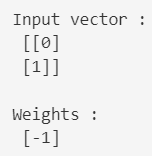 Input vector :
[[0]
[1]]
Weights :
[-1]